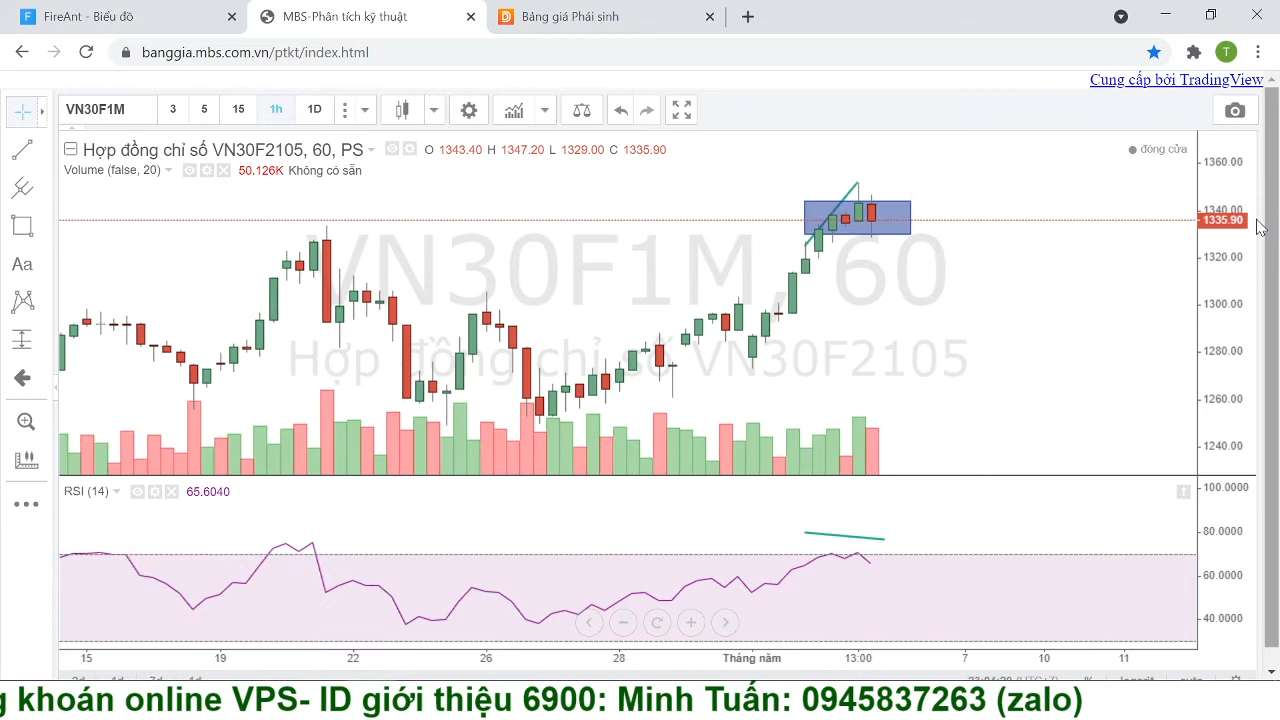 FireAnt - Biểu đồ
MBS-Phân tích kỹ thuật
Bảng giá Phái sinh
banggia.mbs.com.vn/ptkt/index.html
T
Cung cấp bởi TradingView
VN30F1M 3 5 15 1h 1D
Hợp đồng chỉ số VN30F2105, 60, PS O 1343.40 H 1347.20 L 1329.00 C 1335.90
đóng cửa
Volume (false, 20) 50.126K Không có sẵn
Aa
VN30F1M, 60
Hợp đồng chỉ số VN30F2105
1360.00
1340.00
1335.90
1320.00
1300.00
1280.00
1260.00
1240.00
RSI (14) 65.6040
100.0000
80.0000
60.0000
40.0000
15 19 22 26 28 Tháng năm 13:00 7 10 11
g khoán online VPS- ID giới thiệu 6900: Minh Tuấn: 0945837263 (zalo)